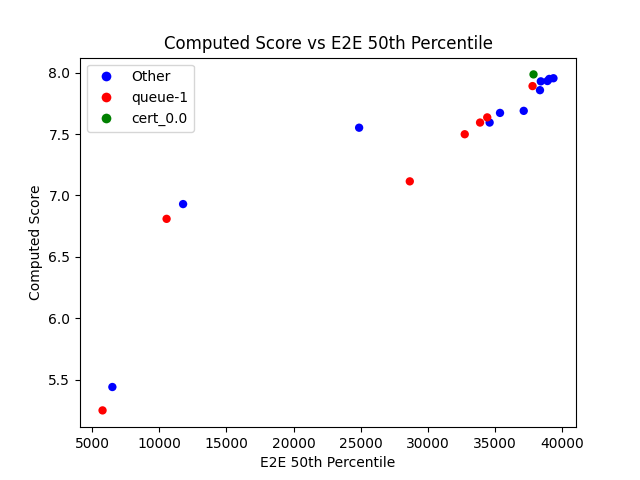 Computed Score vs E2E 50th Percentile
Other
queue-1
cert_0.0
Computed Score
8.0
7.5
7.0
6.5
6.0
5.5
5000 10000 15000 20000 25000 30000 35000 40000
E2E 50th Percentile